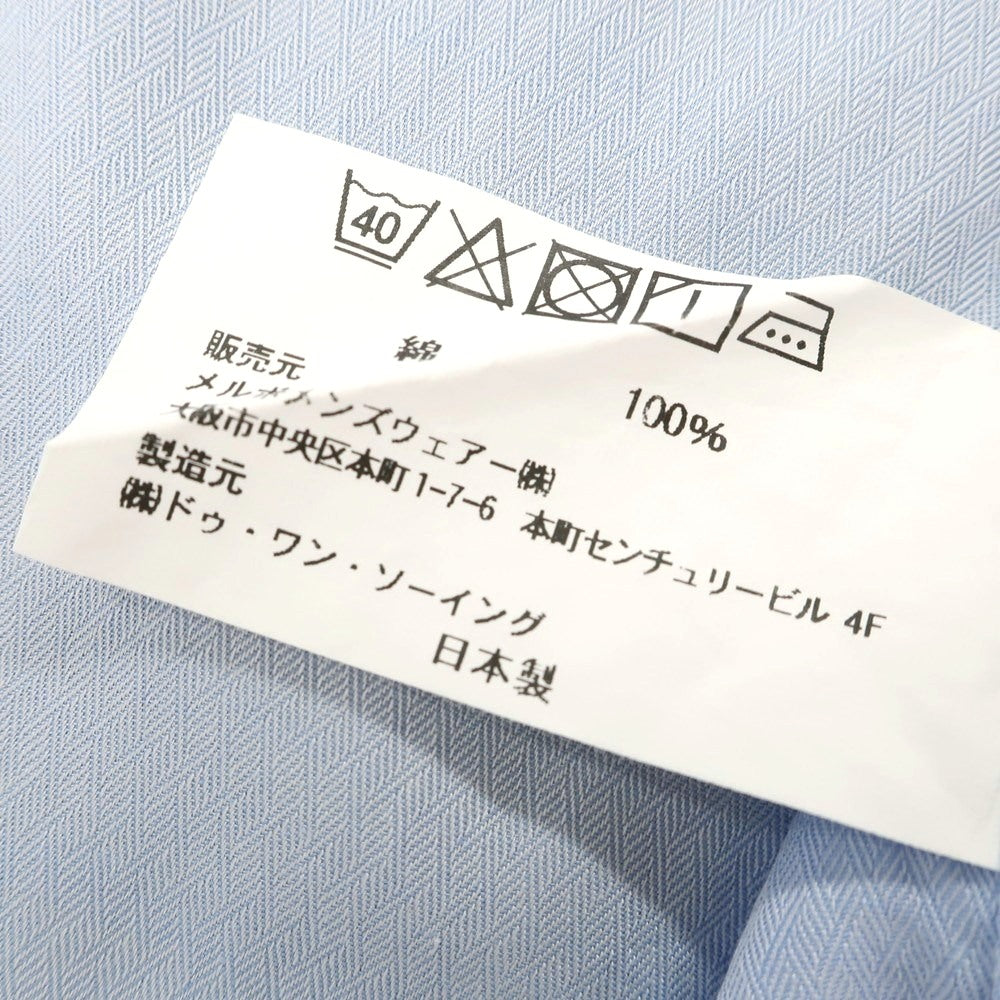 40
綿 100%
販売元
メルボメンズウェアー㈱
大阪市中央区本町1-7-6 本町センチュリービル 4F
製造元
㈱ドゥ・ワン・ソーイング
日本製